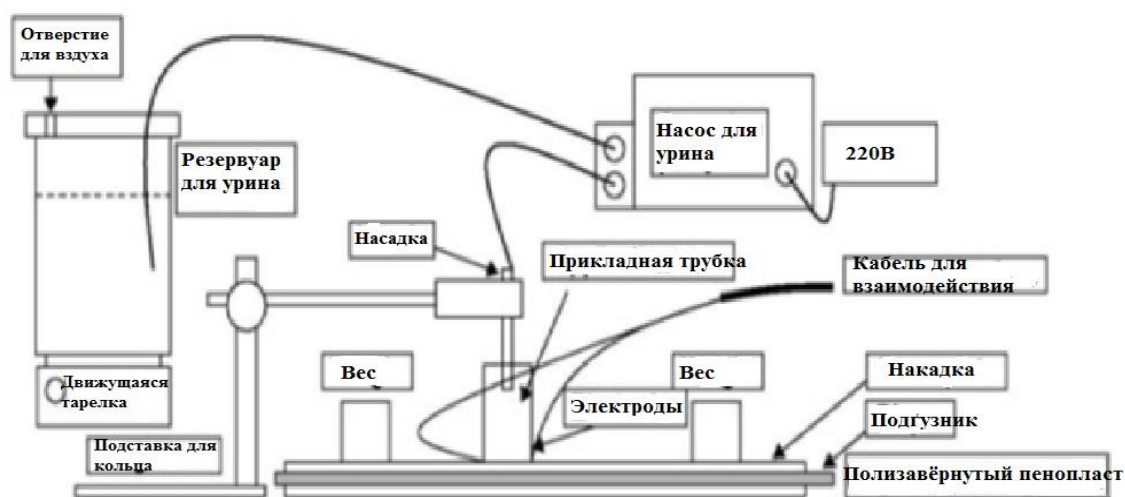 Отверстие
для вздуха
Резервуар
для урина
Насос для
урина
220В
Насадка
Прикладная трубка
Кабель для
взаимодействия
Вес
Вес
Накадка
Движущаяся
тарелка
Электроды
Подгузник
Подставка для
кольца
Полизавёрнутый пенопласт